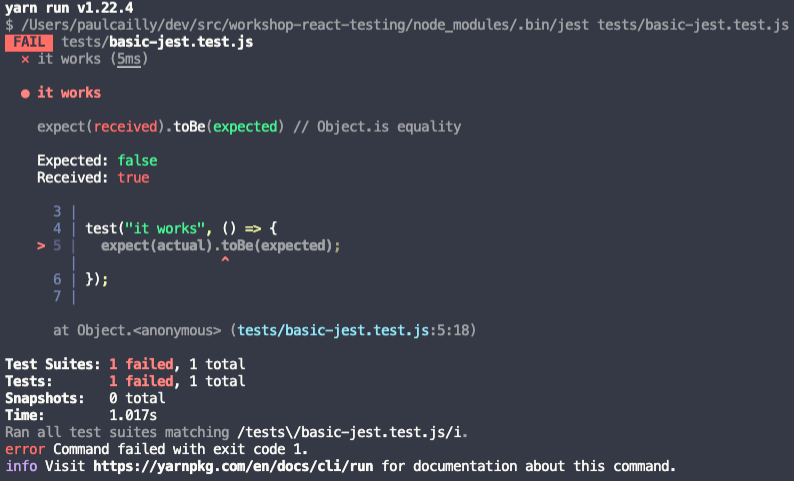 yarn run v1.22.4
$ /Users/paulcailly/dev/src/workshop-react-testing/node_modules/.bin/jest tests/basic-jest.test.js
FAIL tests/basic-jest.test.js
× it works (5ms)
● it works
expect(received).toBe(expected) // Object.is equality
Expected: false
Received: true
3 |
4 | test("it works", () => {
> 5 | expect(actual).toBe(expected);
| ^
6 | });
7 |
at Object.<anonymous> (tests/basic-jest.test.js:5:18)
Test Suites: 1 failed, 1 total
Tests: 1 failed, 1 total
Snapshots: 0 total
Time: 1.017s
Ran all test suites matching /tests\/basic-jest.test.js/i.
error Command failed with exit code 1.
info Visit https://yarnpkg.com/en/docs/cli/run for documentation about this command.